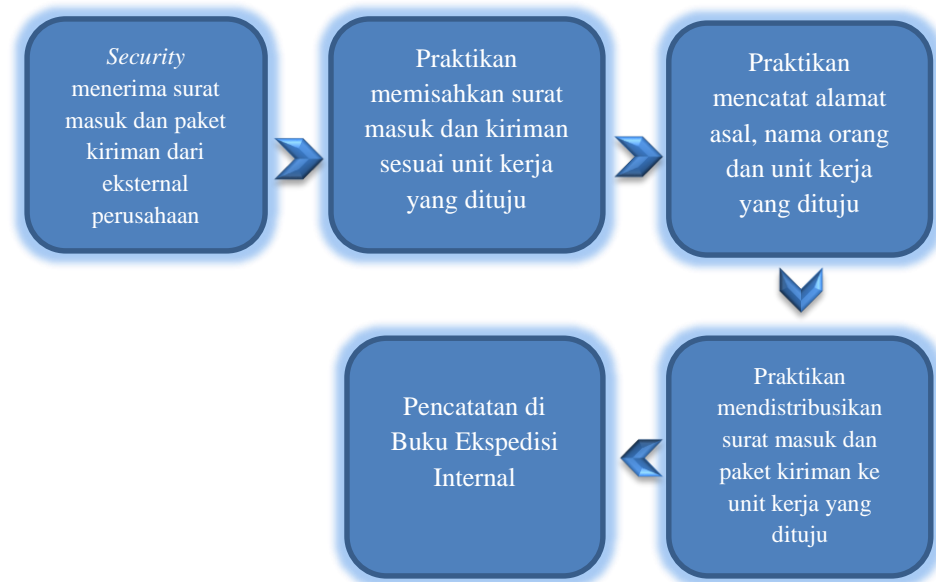 Security
menerima surat
masuk dan paket
kiriman dari
eksternal
perusahaan
Praktikan
memisahkan surat
masuk dan kiriman
sesuai unit kerja
yang dituju
Praktikan
mencatat alamat
asal, nama orang
dan unit kerja
yang dituju
Praktikan
mendistribusikan
surat masuk dan
paket kiriman ke
unit kerja yang
dituju
Pencatatan di
Buku Ekspedisi
Internal